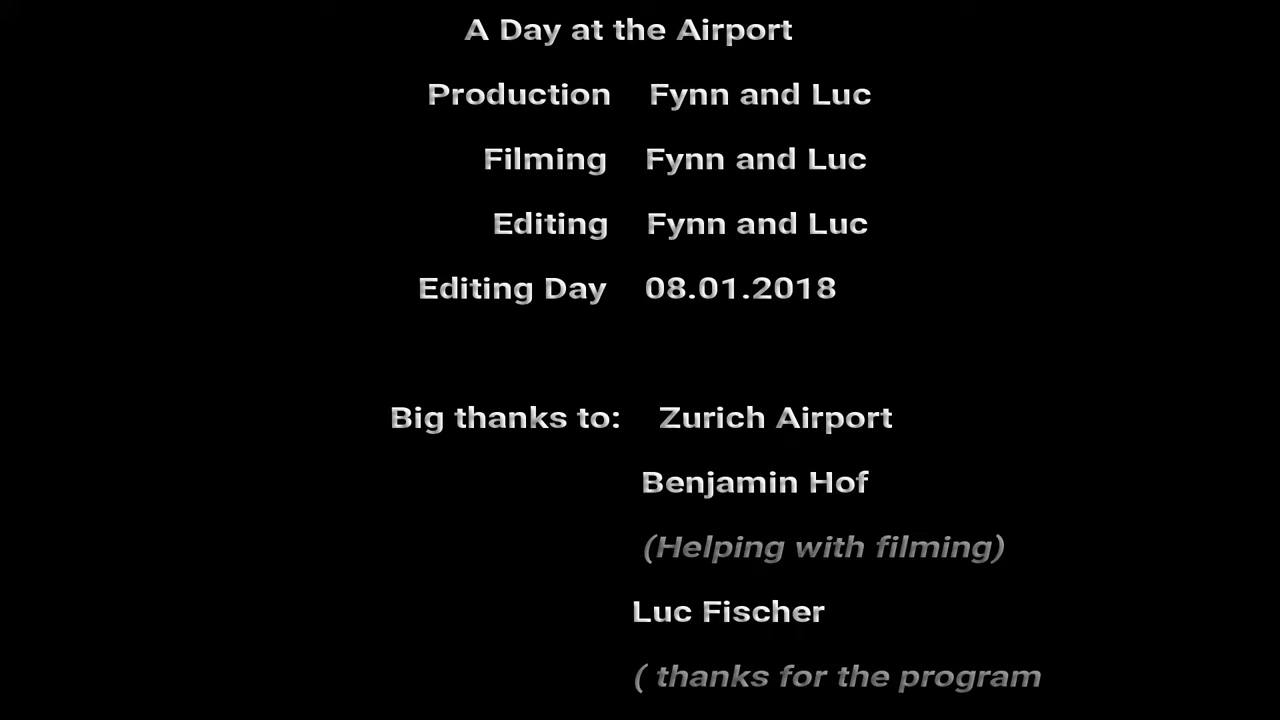 A Day at the Airport
Production Fynn and Luc
Filming Fynn and Luc
Editing Fynn and Luc
Editing Day 08.01.2018
Big thanks to: Zurich Airport
Benjamin Hof
(Helping with filming)
Luc Fischer
( thanks for the program